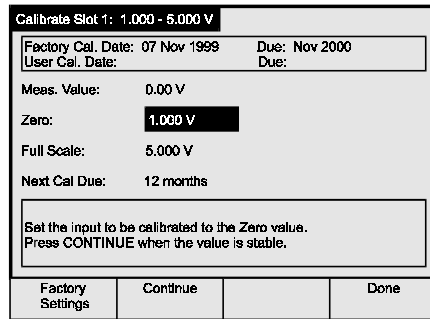 Calibrate Slot 1: 1.000 - 5.000 V
Factory Cal. Date: 07 Nov 1999 Due: Nov 2000
User Cal. Date: Due:
Meas. Value: 0.00 V
Zero: 1.000 V
Full Scale: 5.000 V
Next Cal Due: 12 months
Set the input to be calibrated to the Zero value.
Press CONTINUE when the value is stable.
Factory Settings Continue Done